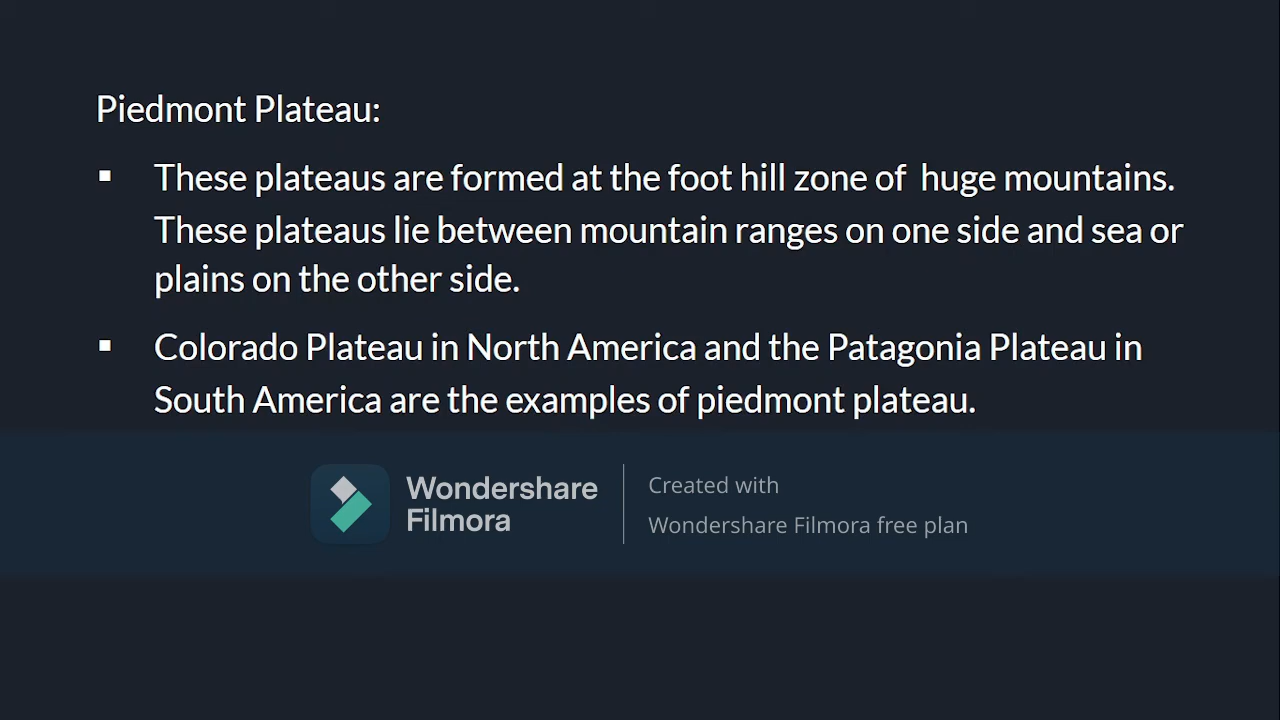 Piedmont Plateau:
▪ These plateaus are formed at the foot hill zone of  huge mountains.
These plateaus lie between mountain ranges on one side and sea or
plains on the other side.
▪ Colorado Plateau in North America and the Patagonia Plateau in
South America are the examples of piedmont plateau.
Wondershare
Filmora
Created with
Wondershare Filmora free plan